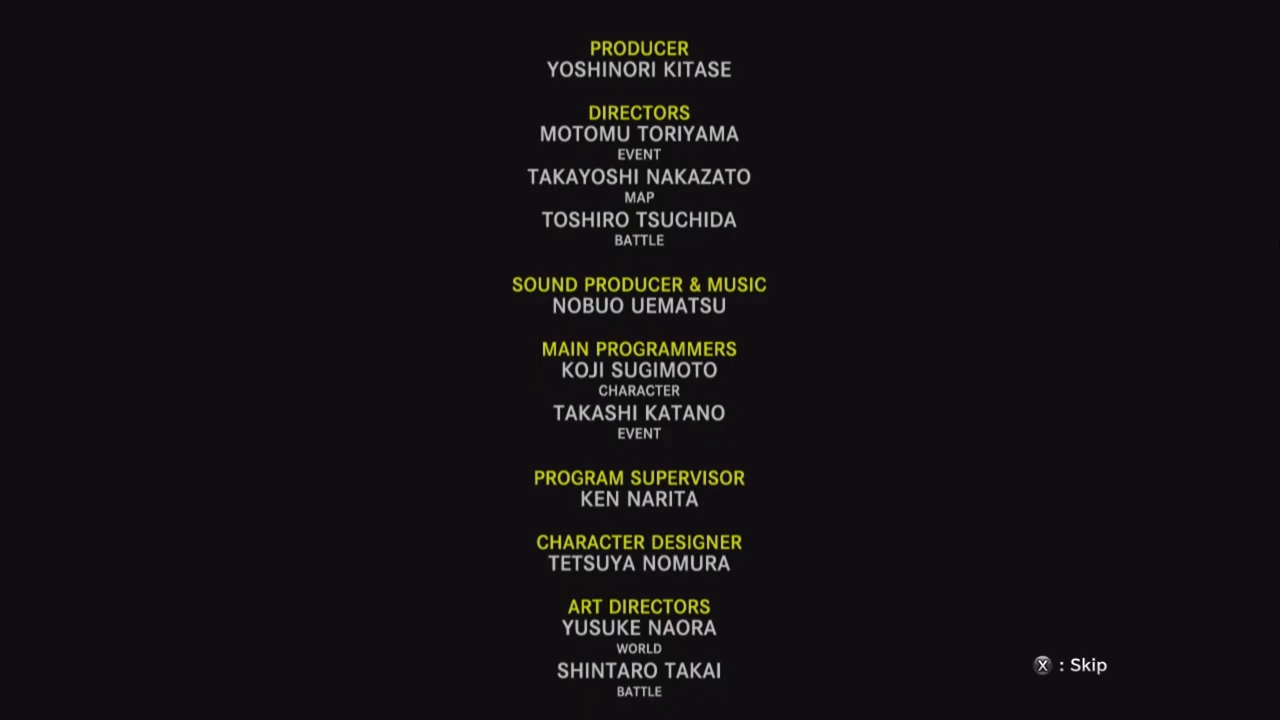 PRODUCER
YOSHINORI KITASE
DIRECTORS
MOTOMU TORIYAMA
EVENT
TAKAYOSHI NAKAZATO
MAP
TOSHIRO TSUCHIDA
BATTLE
SOUND PRODUCER & MUSIC
NOBUO UEMATSU
MAIN PROGRAMMERS
KOJI SUGIMOTO
CHARACTER
TAKASHI KATANO
EVENT
PROGRAM SUPERVISOR
KEN NARITA
CHARACTER DESIGNER
TETSUYA NOMURA
ART DIRECTORS
YUSUKE NAORA
WORLD
SHINTARO TAKAI
BATTLE
X : Skip